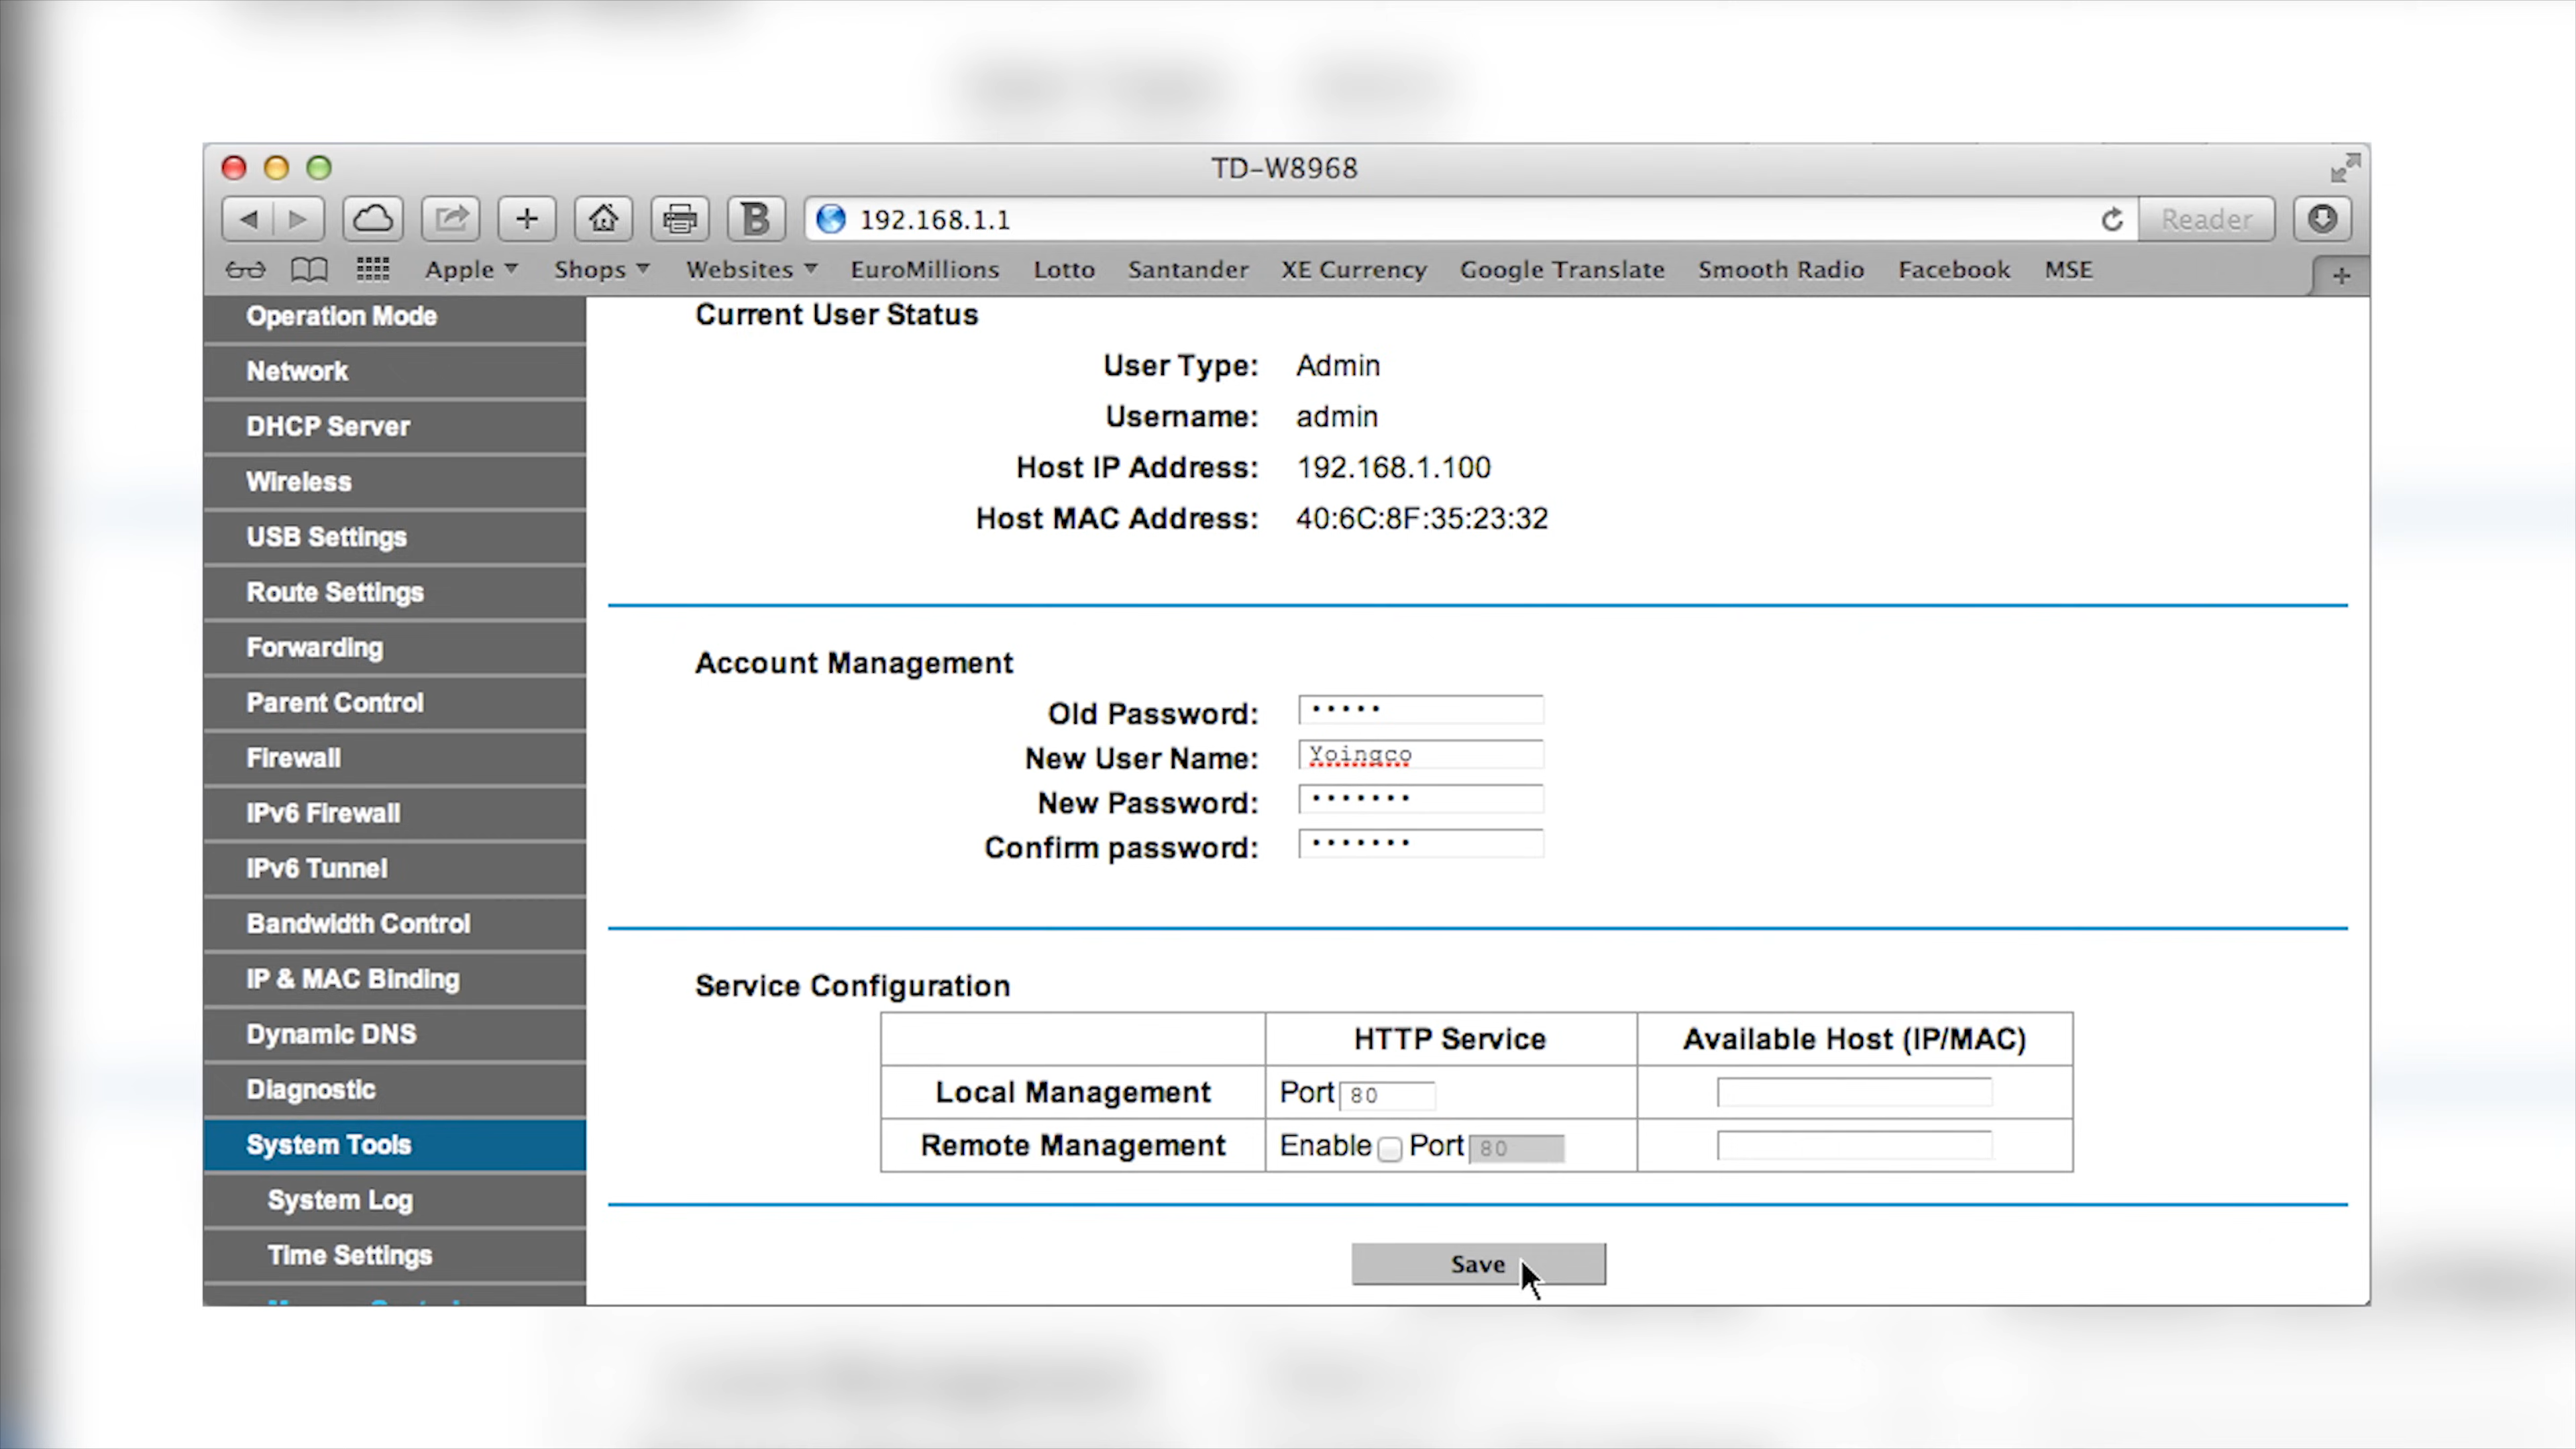 TD-W8968
B
192.168.1.1
Reader
Apple Shops Websites EuroMillions Lotto Santander XE Currency Google Translate Smooth Radio Facebook MSE
Operation Mode
Network
DHCP Server
Wireless
USB Settings
Route Settings
Forwarding
Parent Control
Firewall
IPv6 Firewall
IPv6 Tunnel
Bandwidth Control
IP & MAC Binding
Dynamic DNS
Diagnostic
System Tools
System Log
Time Settings
Current User Status
User Type: Admin
Username: admin
Host IP Address: 192.168.1.100
Host MAC Address: 40:6C:8F:35:23:32
Account Management
Old Password: •••••
New User Name: Yoingco
New Password: •••••••
Confirm password: •••••••
Service Configuration
HTTP Service Available Host (IP/MAC)
Local Management Port 80
Remote Management Enable Port 80
Save